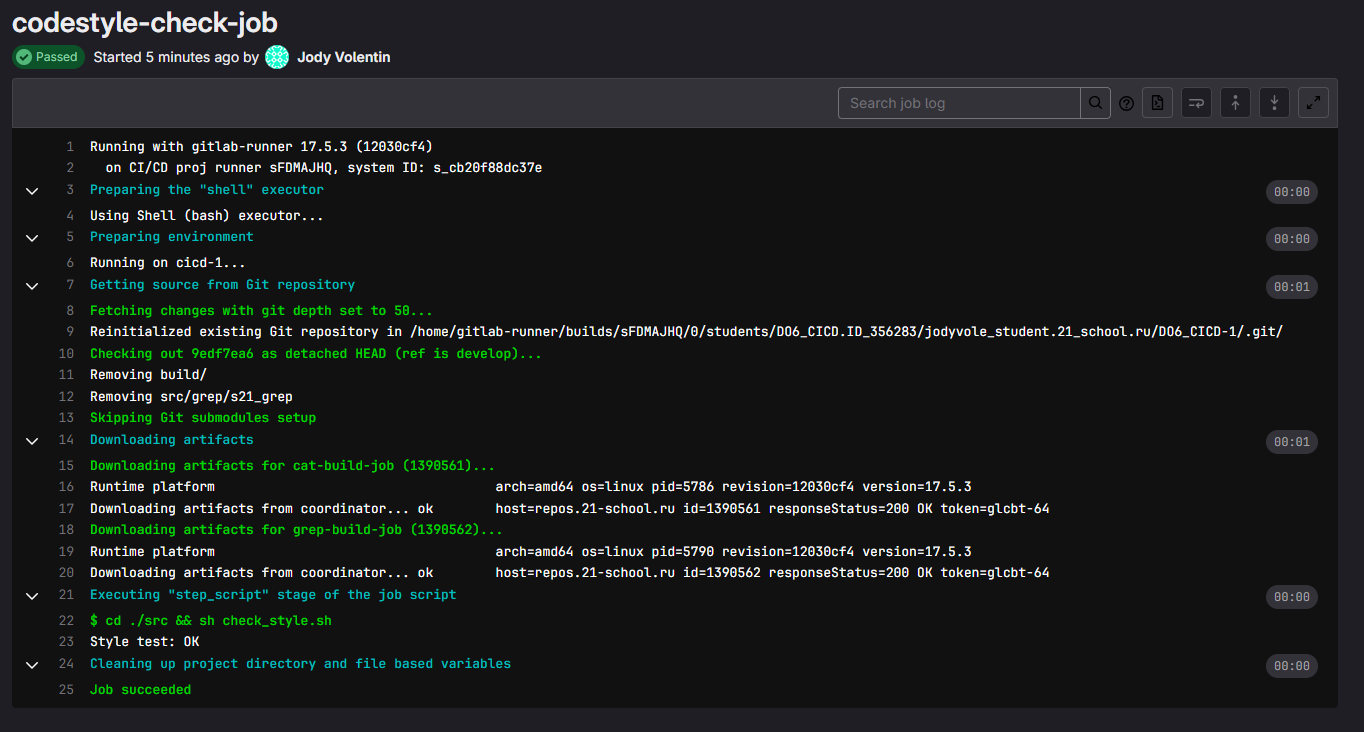 codestyle-check-job
Passed Started 5 minutes ago by Jody Volentin
Search job log
1 Running with gitlab-runner 17.5.3 (12030cf4)
2 on CI/CD proj runner sFDMAJHQ, system ID: s_cb20f88dc37e
3 Preparing the "shell" executor 00:00
4 Using Shell (bash) executor...
5 Preparing environment 00:00
6 Running on cicd-1...
7 Getting source from Git repository 00:01
8 Fetching changes with git depth set to 50...
9 Reinitialized existing Git repository in /home/gitlab-runner/builds/sFDMAJHQ/0/students/DO6_CICD.ID_356283/jodyvole_student.21_school.ru/DO6_CICD-1/.git/
10 Checking out 9edf7ea6 as detached HEAD (ref is develop)...
11 Removing build/
12 Removing src/grep/s21_grep
13 Skipping Git submodules setup
14 Downloading artifacts 00:01
15 Downloading artifacts for cat-build-job (1390561)...
16 Runtime platform arch=amd64 os=linux pid=5786 revision=12030cf4 version=17.5.3
17 Downloading artifacts from coordinator... ok host=repos.21-school.ru id=1390561 responseStatus=200 OK token=glcbt-64
18 Downloading artifacts for grep-build-job (1390562)...
19 Runtime platform arch=amd64 os=linux pid=5790 revision=12030cf4 version=17.5.3
20 Downloading artifacts from coordinator... ok host=repos.21-school.ru id=1390562 responseStatus=200 OK token=glcbt-64
21 Executing "step_script" stage of the job script 00:00
22 $ cd ./src && sh check_style.sh
23 Style test: OK
24 Cleaning up project directory and file based variables 00:00
25 Job succeeded